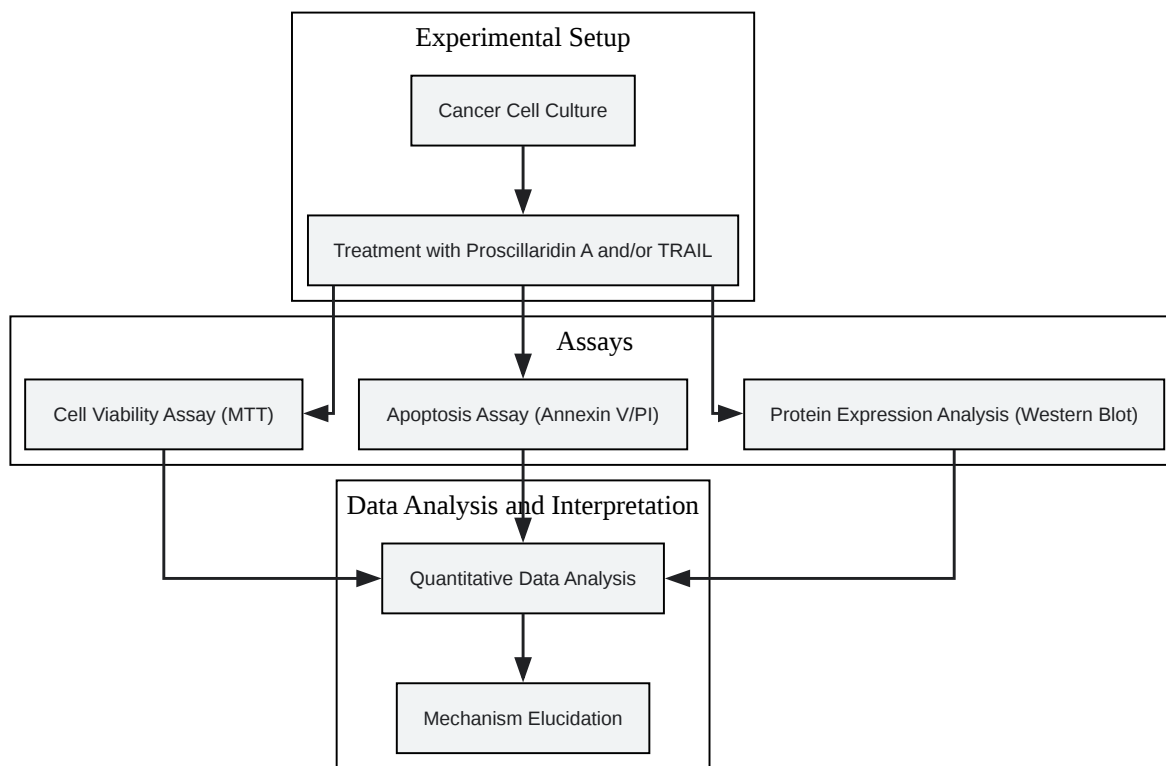 Experimental Setup
Cancer Cell Culture
Treatment with Proscillaridin A and/or TRAIL
Assays
Cell Viability Assay (MTT)
Apoptosis Assay (Annexin V/PI)
Protein Expression Analysis (Western Blot)
Data Analysis and Interpretation
Quantitative Data Analysis
Mechanism Elucidation